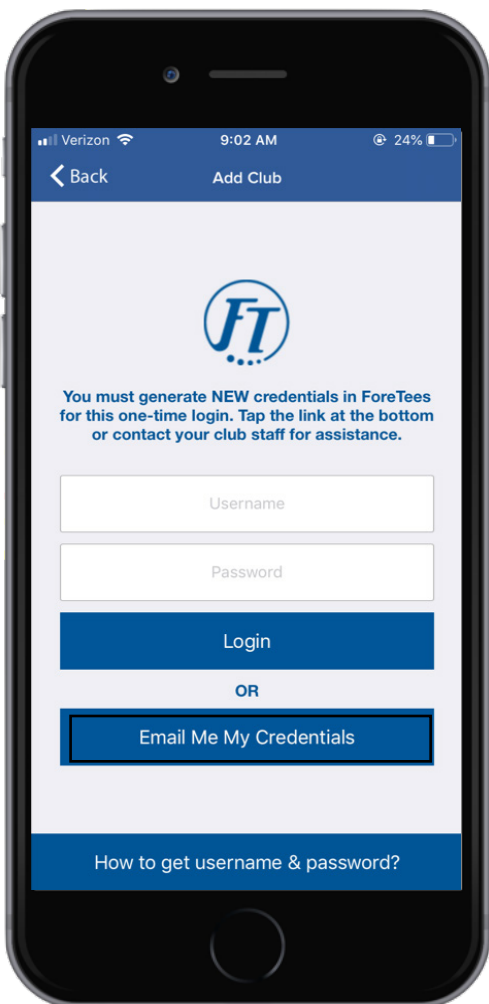 Verizon 9:02 AM 24%
Back Add Club
FT
You must generate NEW credentials in ForeTees
for this one-time login. Tap the link at the bottom
or contact your club staff for assistance.
Username
Password
Login
OR
Email Me My Credentials
How to get username & password?